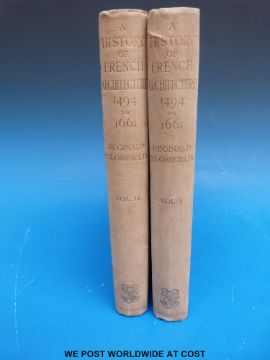 A
HISTORY
OF
FRENCH
ARCHITECTURE
1494
TO
1661
REGINALD
BLOMFIELD
VOL. II.
A
HISTORY
OF
FRENCH
ARCHITECTURE
1494
TO
1661
REGINALD
BLOMFIELD
VOL. I.
WE POST WORLDWIDE AT COST